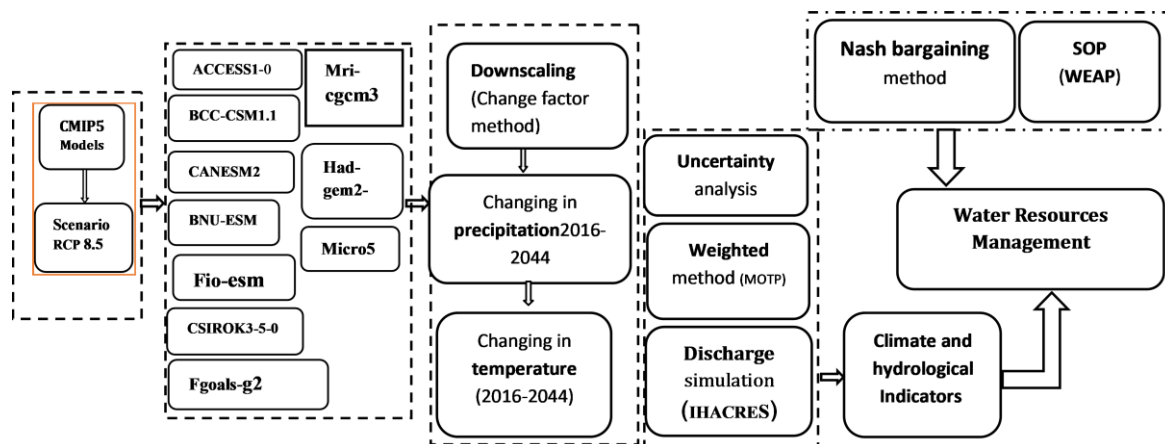 CMIP5
Models
Scenario
RCP 8.5
ACCESS1-0
BCC-CSM1.1
CANESM2
BNU-ESM
Fio-esm
CSIROK3-5-0
Fgoals-g2
Mri-
cgcm3
Had-
gem2-
Micro5
Downscaling
(Change factor
method)
Changing in
precipitation2016-
2044
Changing in
temperature
(2016-2044)
Uncertainty
analysis
Weighted
method (MOTP)
Discharge
simulation
(IHACRES)
Climate and
hydrological
Indicators
Nash bargaining
method
SOP
(WEAP)
Water Resources
Management